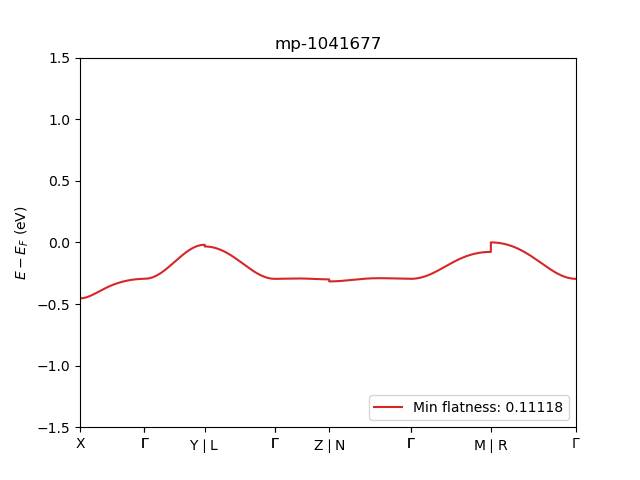 mp-1041677
E − E_F (eV)
1.5
1.0
0.5
0.0
−0.5
−1.0
−1.5
Min flatness: 0.11118
X Γ Y | L Γ Z | N Γ M | R Γ